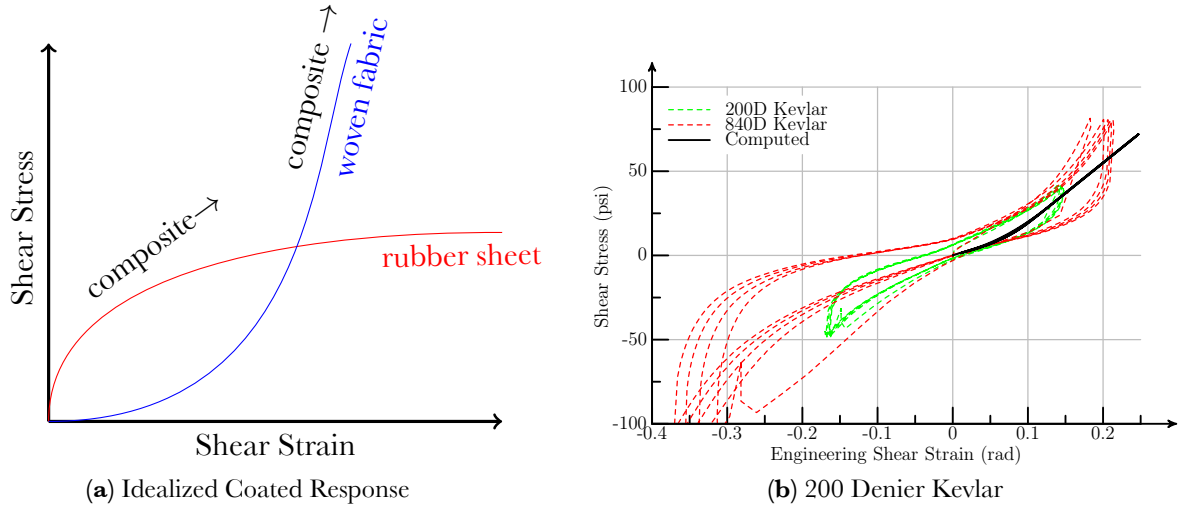 composite →
composite →
woven fabric
rubber sheet
Shear Stress
Shear Strain
(a) Idealized Coated Response
100
50
0
-50
-100
-0.4
-0.3
-0.2
-0.1
0
0.1
0.2
200D Kevlar
840D Kevlar
Computed
Shear Stress (psi)
Engineering Shear Strain (rad)
(b) 200 Denier Kevlar